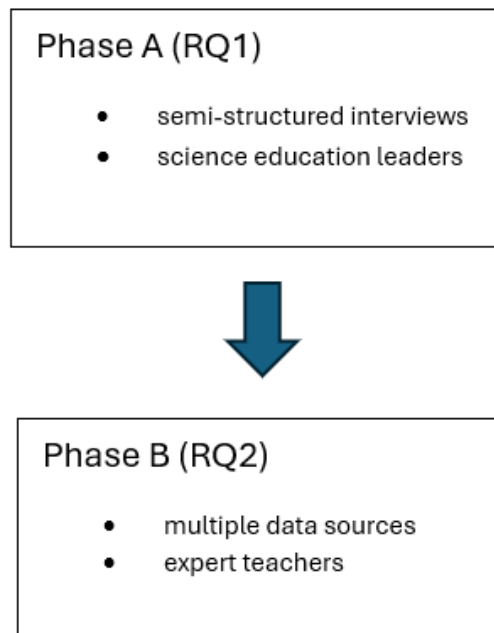 Phase A (RQ1)
• semi-structured interviews
• science education leaders
Phase B (RQ2)
• multiple data sources
• expert teachers